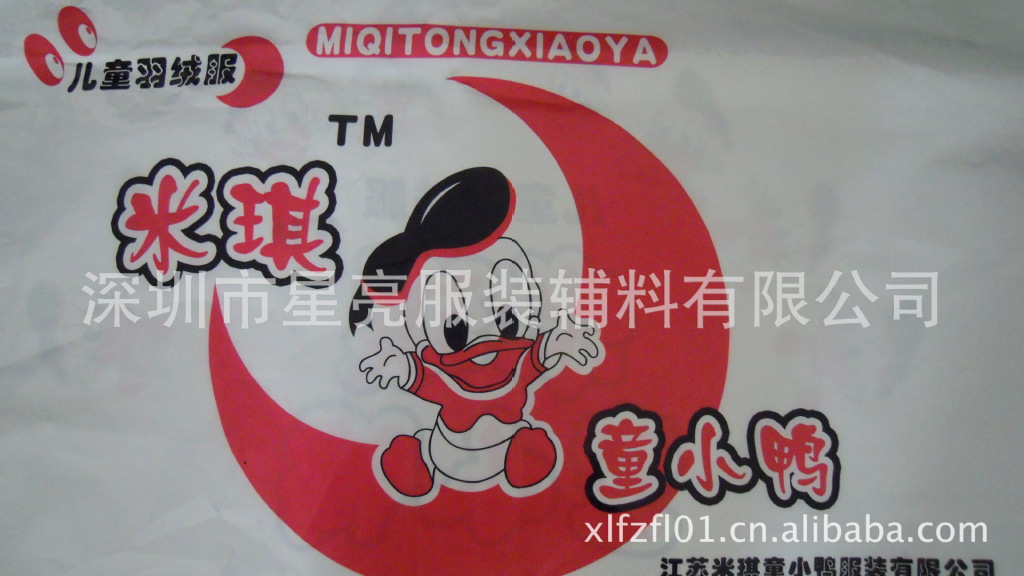 MIQITONGXIAOYA
儿童羽绒服
TM
米琪
深圳市星亮服装辅料有限公司
童小鸭
xlfzfl01.cn.alibaba.com
江苏米琪童小鸭服装有限公司